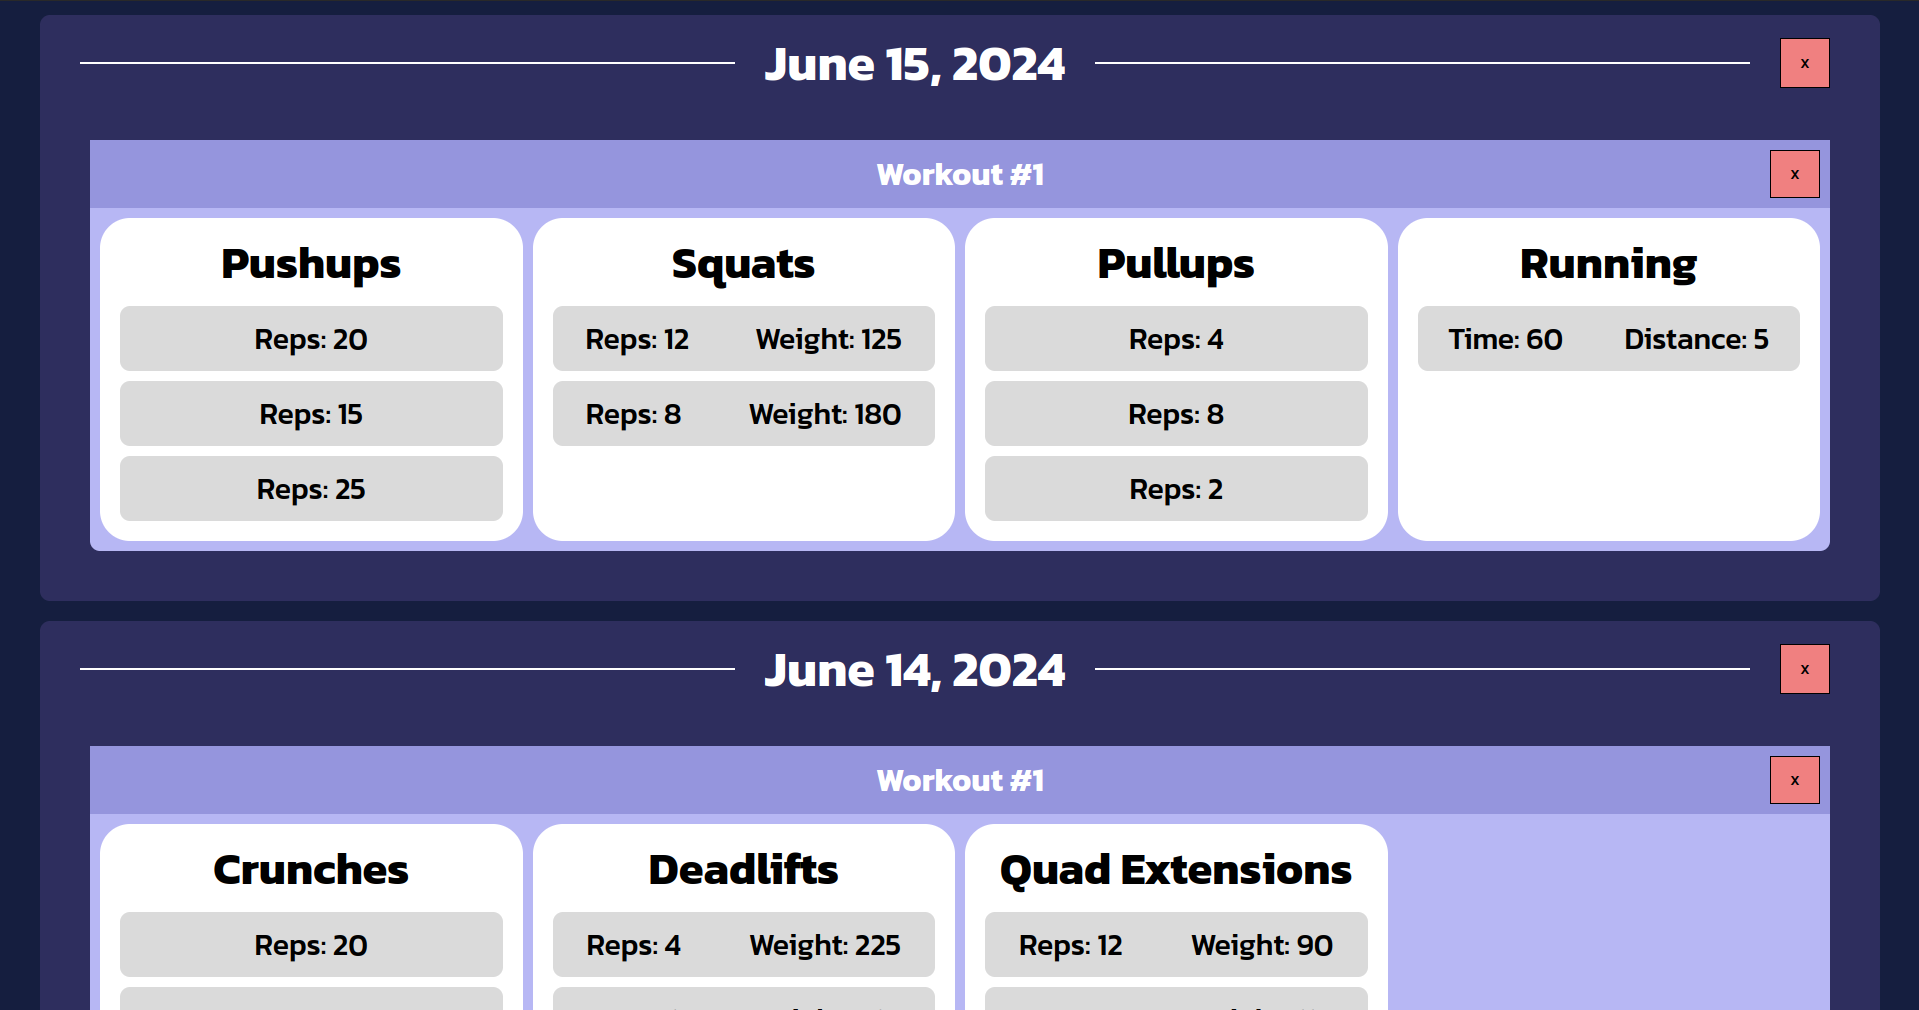 June 15, 2024 x
Workout #1 x
Pushups Squats Pullups Running
Reps: 20 Reps: 12 Weight: 125 Reps: 4 Time: 60 Distance: 5
Reps: 15 Reps: 8 Weight: 180 Reps: 8
Reps: 25 Reps: 2
June 14, 2024 x
Workout #1 x
Crunches Deadlifts Quad Extensions
Reps: 20 Reps: 4 Weight: 225 Reps: 12 Weight: 90